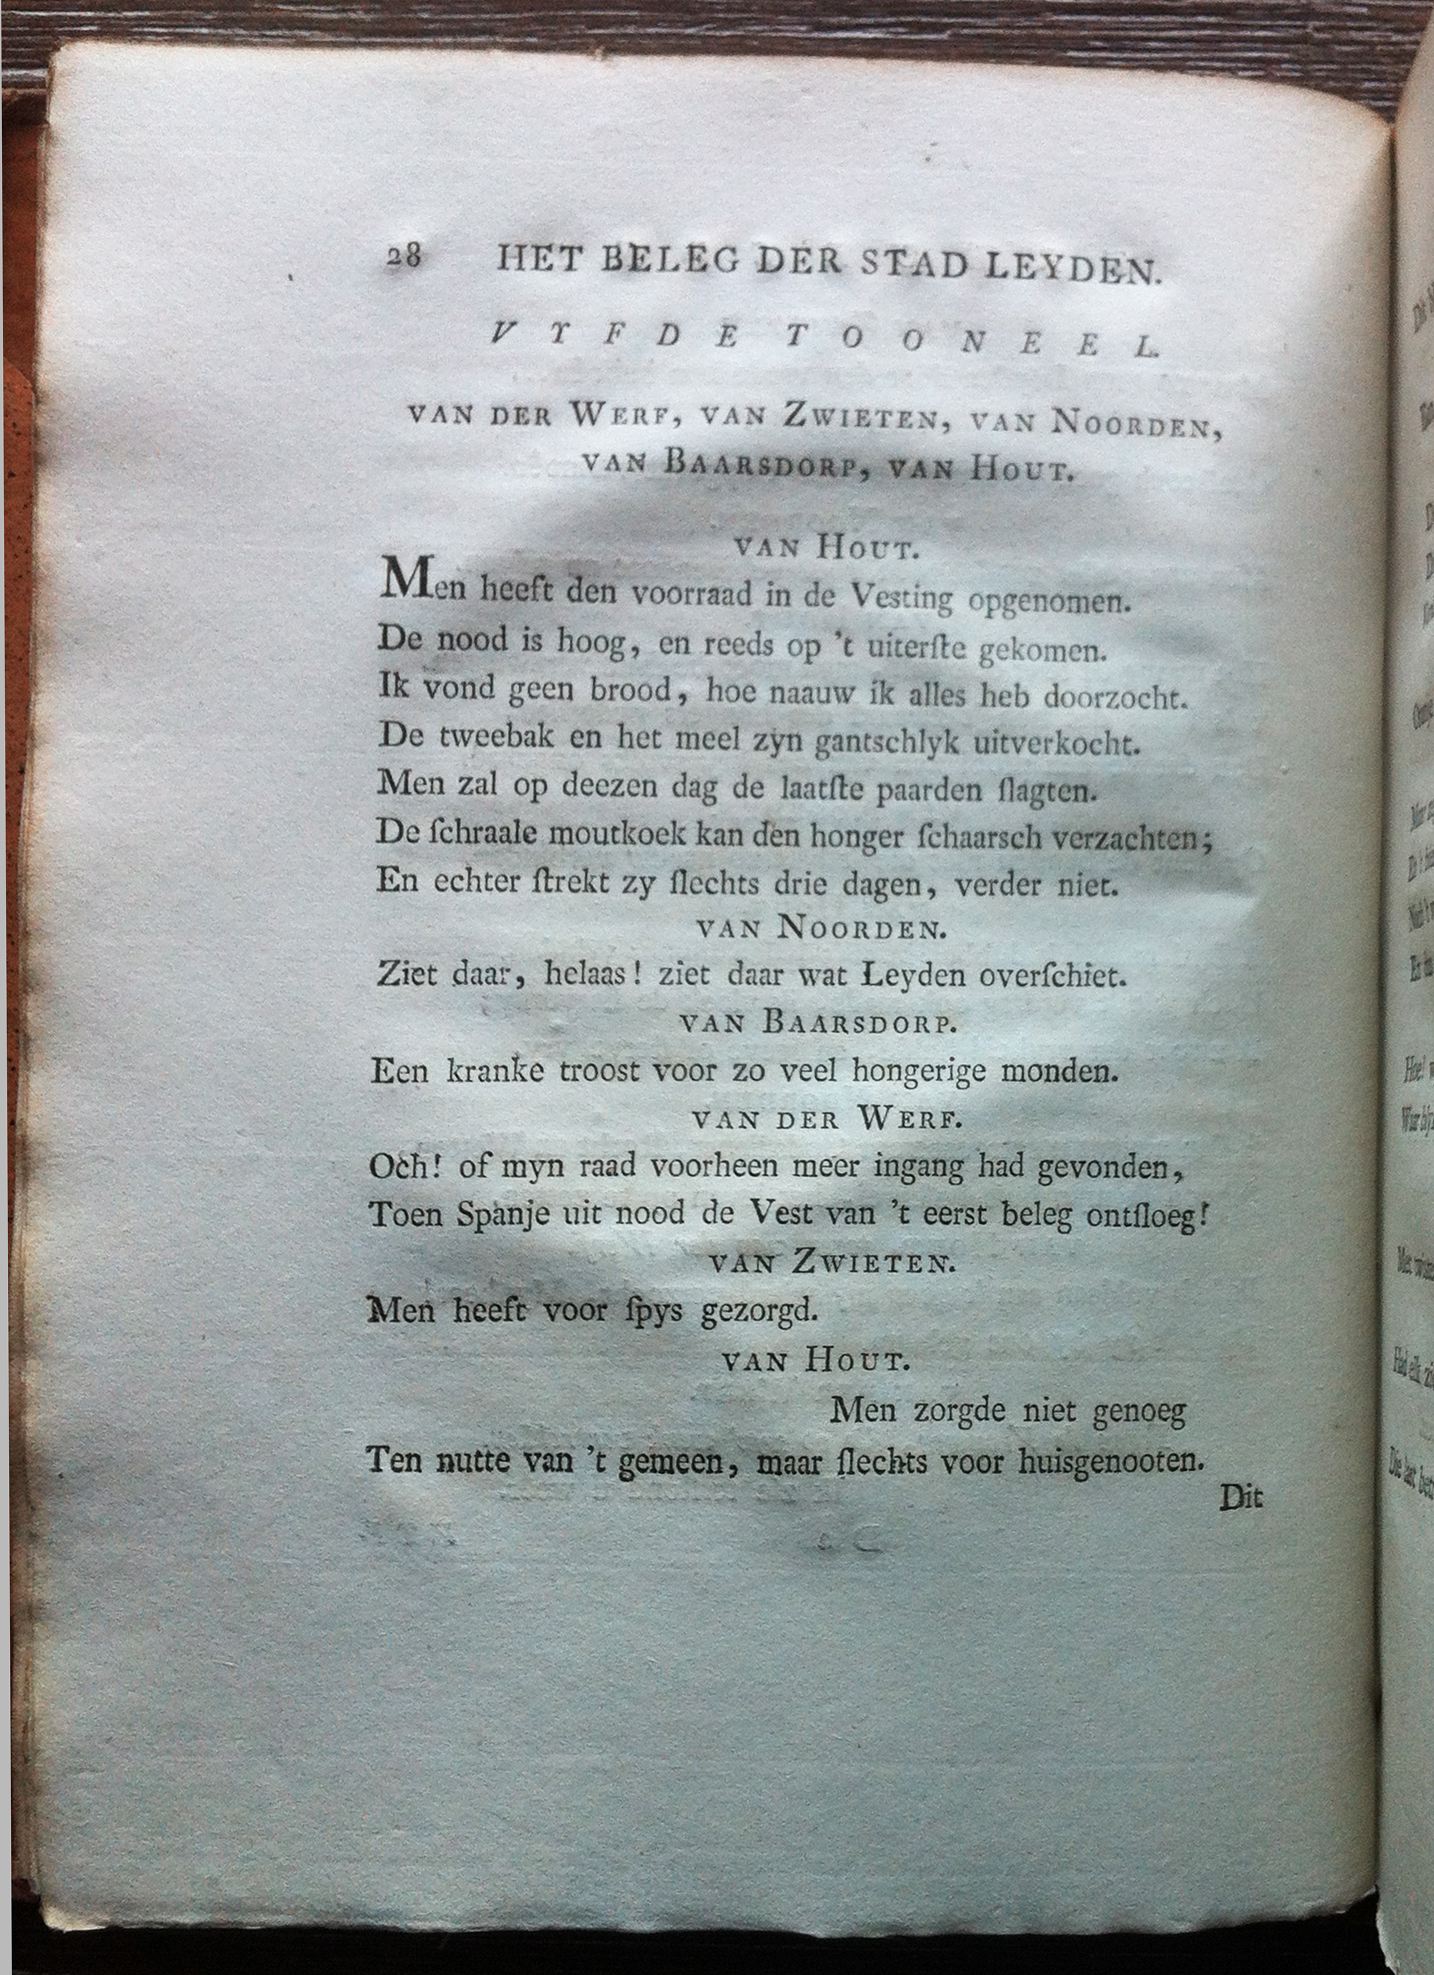 28 HET BELEG DER STAD LEYDEN.
VYFDE TOONEEL.
VAN DER WERF, VAN ZWIETEN, VAN NOORDEN,
VAN BAARSDORP, VAN HOUT.
VAN HOUT.
Men heeft den voorraad in de Vesting opgenomen.
De nood is hoog, en reeds op 't uiterſte gekomen.
Ik vond geen brood, hoe naauw ik alles heb doorzocht.
De tweebak en het meel zyn gantschlyk uitverkocht.
Men zal op deezen dag de laatſte paarden ſlagten.
De ſchraale moutkoek kan den honger ſchaarsch verzachten;
En echter ſtrekt zy ſlechts drie dagen, verder niet.
VAN NOORDEN.
Ziet daar, helaas! ziet daar wat Leyden overſchiet.
VAN BAARSDORP.
Een kranke troost voor zo veel hongerige monden.
VAN DER WERF.
Och! of myn raad voorheen meer ingang had gevonden,
Toen Spanje uit nood de Vest van 't eerst beleg ontſloeg!
VAN ZWIETEN.
Men heeft voor ſpys gezorgd.
VAN HOUT.
Men zorgde niet genoeg
Ten nutte van 't gemeen, maar ſlechts voor huisgenooten.
Dit